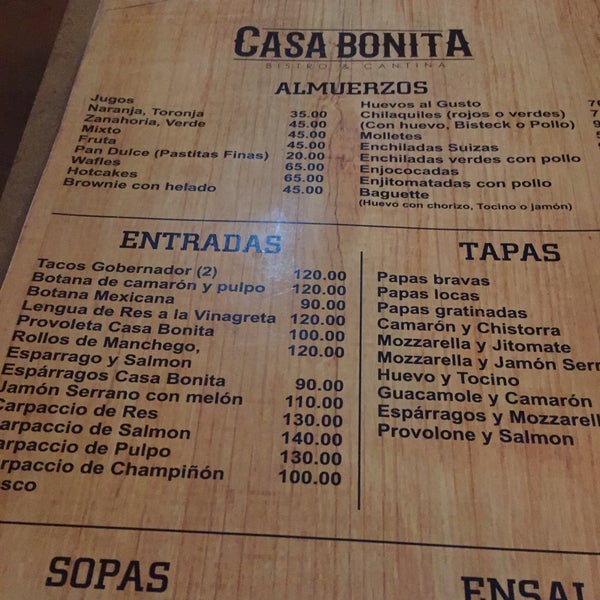 CASA BONITA
BISTRO & CANTINA
ALMUERZOS
Jugos
Naranja, Toronja 35.00
Zanahoria, Verde 45.00
Mixto 45.00
Fruta 45.00
Pan Dulce (Pastitas Finas) 20.00
Wafles 65.00
Hotcakes 65.00
Brownie con helado 45.00
Huevos al Gusto
Chilaquiles (rojos o verdes)
(Con huevo, Bisteck o Pollo)
Molletes
Enchiladas Suizas
Enchiladas verdes con pollo
Enjococadas
Enjitomatadas con pollo
Baguette
(Huevo con chorizo, Tocino o jamón)
ENTRADAS
Tacos Gobernador (2) 120.00
Botana de camarón y pulpo 120.00
Botana Mexicana 90.00
Lengua de Res a la Vinagreta 120.00
Provoleta Casa Bonita 100.00
Rollos de Manchego, 120.00
Esparrago y Salmon
Espárragos Casa Bonita 90.00
Jamón Serrano con melón 110.00
Carpaccio de Res 130.00
arpaccio de Salmon 140.00
arpaccio de Pulpo 130.00
rpaccio de Champiñón 100.00
esco
TAPAS
Papas bravas
Papas locas
Papas gratinadas
Camarón y Chistorra
Mozzarella y Jitomate
Mozzarella y Jamón Serr
Huevo y Tocino
Guacamole y Camarón
Espárragos y Mozzarell
Provolone y Salmon
SOPAS
ENSAL